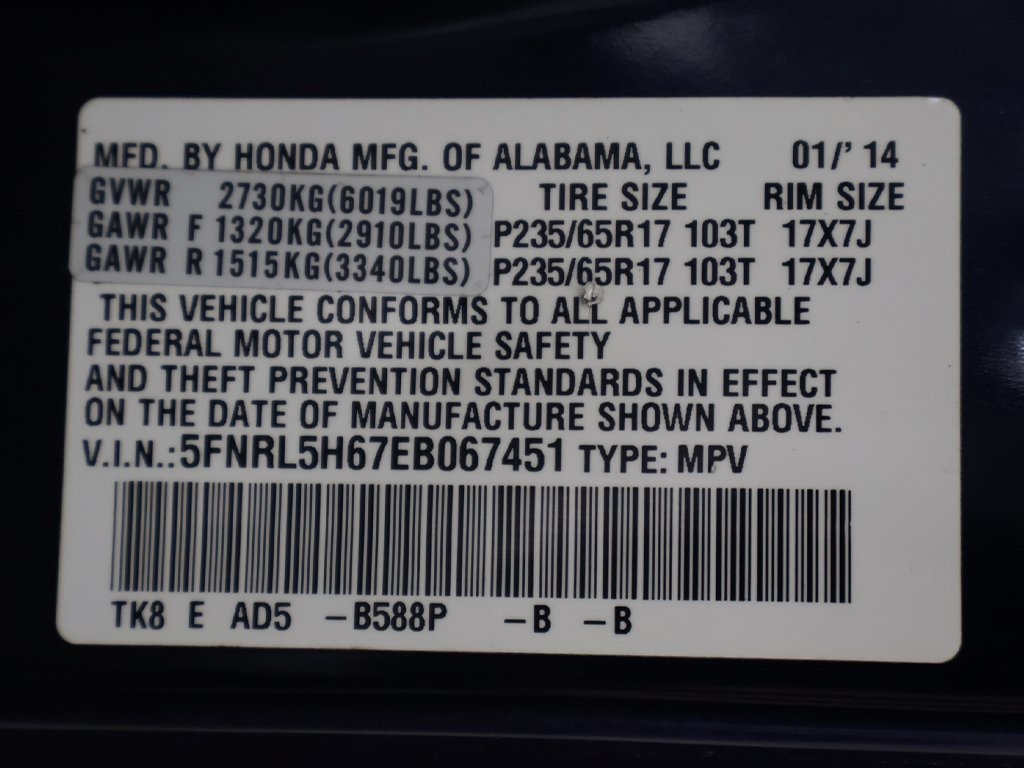 MFD. BY HONDA MFG. OF ALABAMA, LLC 01/' 14
GVWR 2730KG(6019LBS) TIRE SIZE RIM SIZE
GAWR F 1320KG(2910LBS) P235/65R17 103T 17X7J
GAWR R 1515KG(3340LBS) P235/65R17 103T 17X7J
THIS VEHICLE CONFORMS TO ALL APPLICABLE
FEDERAL MOTOR VEHICLE SAFETY
AND THEFT PREVENTION STANDARDS IN EFFECT
ON THE DATE OF MANUFACTURE SHOWN ABOVE.
V.I.N.:5FNRL5H67EB067451 TYPE: MPV
TK8 E AD5 -B588P -B -B